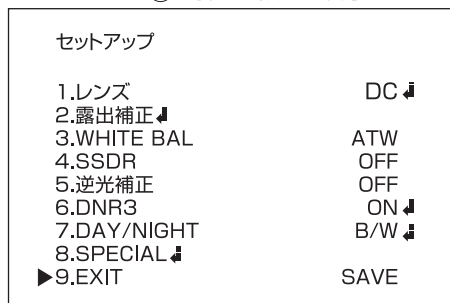 セットアップ
1.レンズ DC↲
2.露出補正↲
3.WHITE BAL ATW
4.SSDR OFF
5.逆光補正 OFF
6.DNR3 ON↲
7.DAY/NIGHT B/W↲
8.SPECIAL↲
▶9.EXIT SAVE